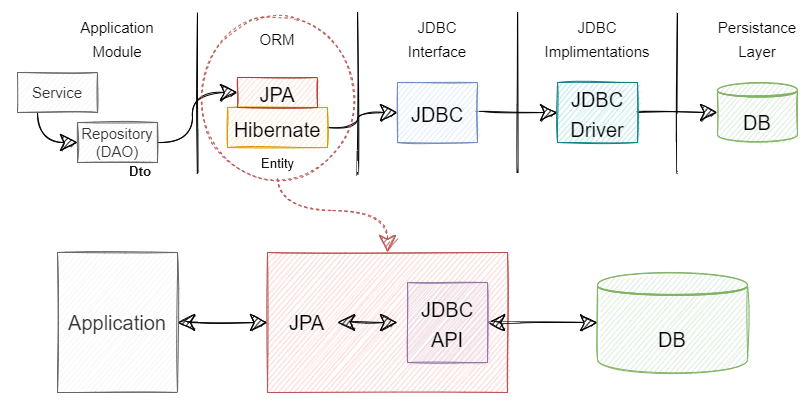 Application
Module
ORM
JDBC
Interface
JDBC
Implimentations
Persistance
Layer
Service
Repository
(DAO)
Dto
JPA
Hibernate
Entity
JDBC
JDBC
Driver
DB
Application
JPA
JDBC
API
DB